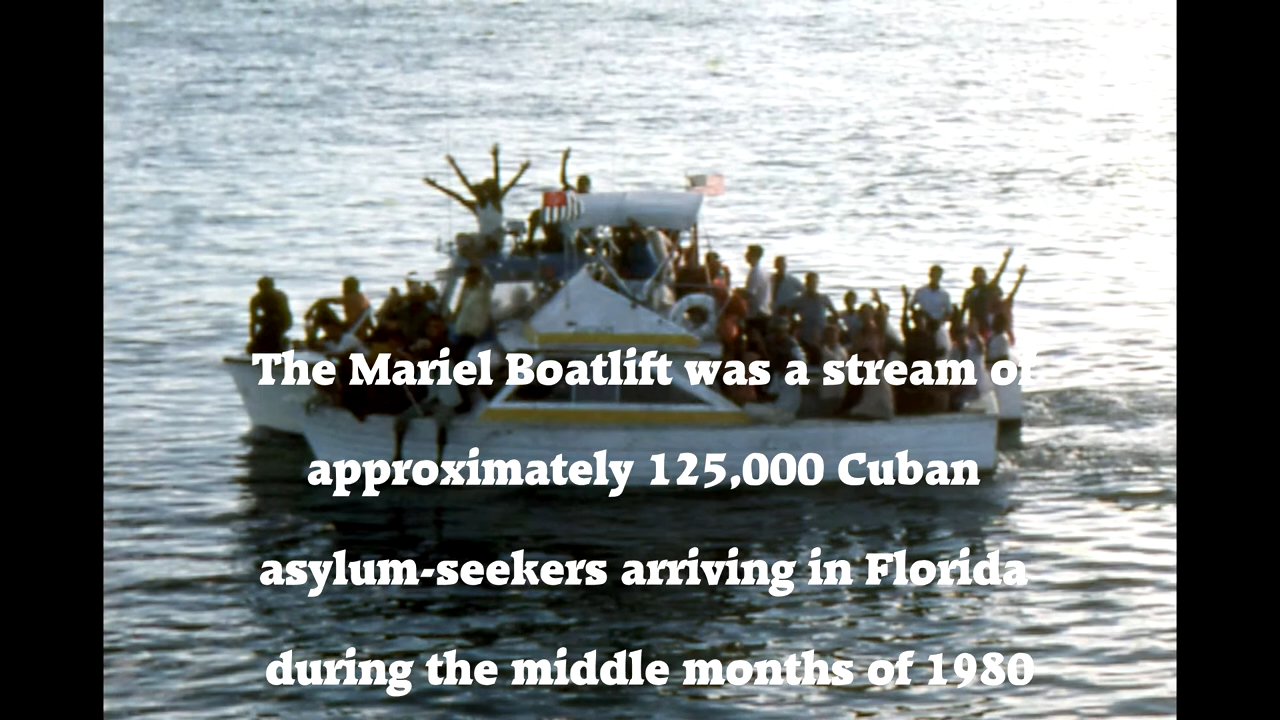 The Mariel Boatlift was a stream of
approximately 125,000 Cuban
asylum-seekers arriving in Florida
during the middle months of 1980